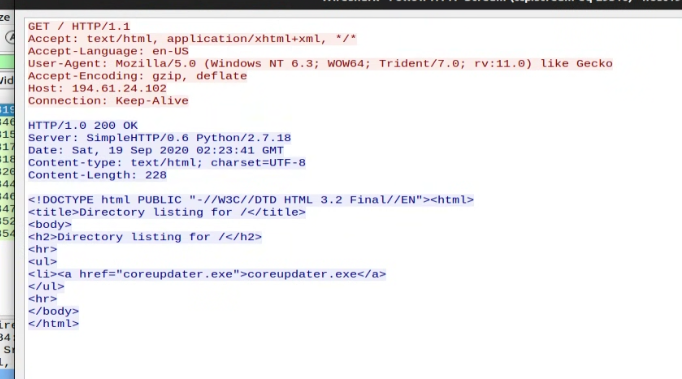 GET / HTTP/1.1
Accept: text/html, application/xhtml+xml, */*
Accept-Language: en-US
User-Agent: Mozilla/5.0 (Windows NT 6.3; WOW64; Trident/7.0; rv:11.0) like Gecko
Accept-Encoding: gzip, deflate
Host: 194.61.24.102
Connection: Keep-Alive
HTTP/1.0 200 OK
Server: SimpleHTTP/0.6 Python/2.7.18
Date: Sat, 19 Sep 2020 02:23:41 GMT
Content-type: text/html; charset=UTF-8
Content-Length: 228
<!DOCTYPE html PUBLIC "-//W3C//DTD HTML 3.2 Final//EN"><html>
<title>Directory listing for /</title>
<body>
<h2>Directory listing for /</h2>
<hr>
<ul>
<li><a href="coreupdater.exe">coreupdater.exe</a>
</ul>
<hr>
</body>
</html>